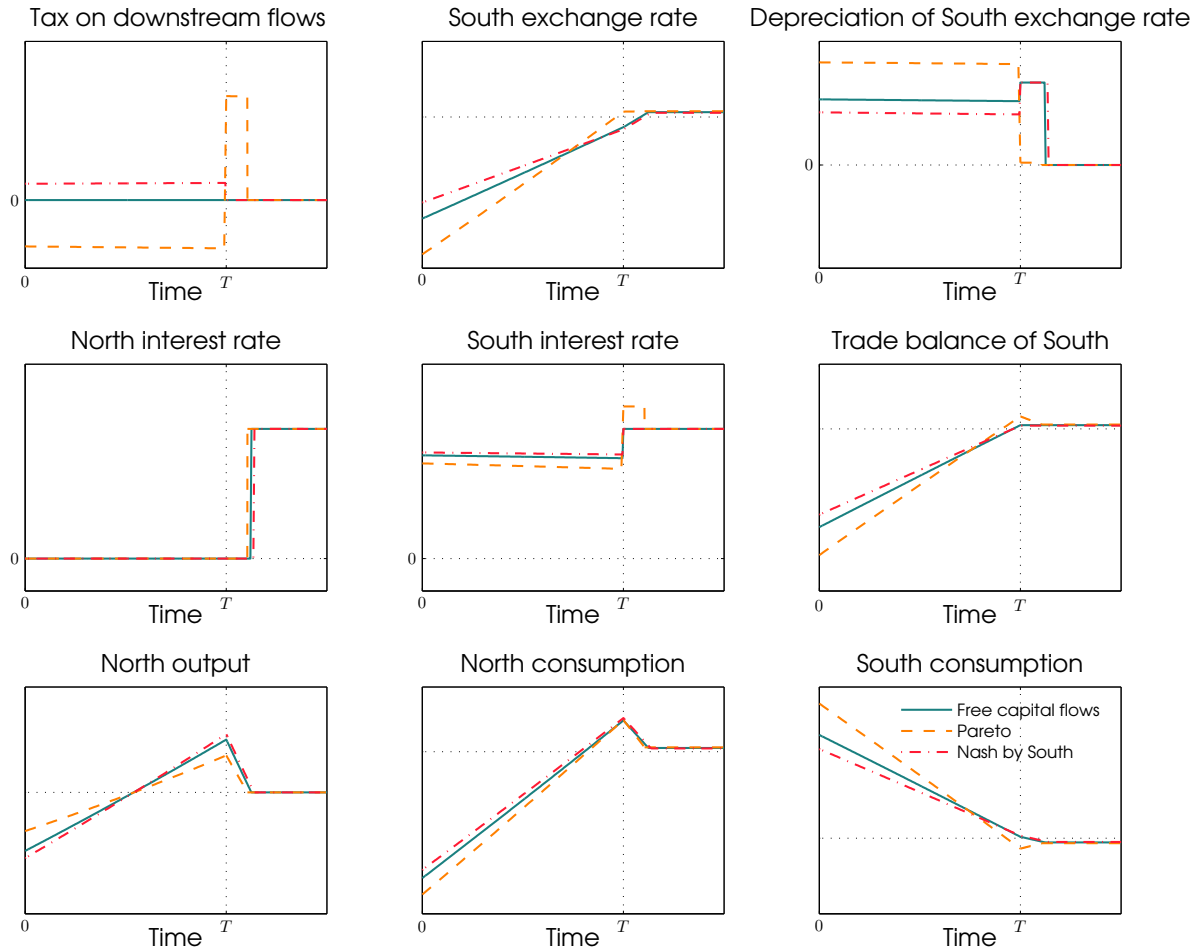 Tax on downstream flows
South exchange rate
Depreciation of South exchange rate
0
0
0
T
Time
0
T
Time
0
T
Time
North interest rate
South interest rate
Trade balance of South
0
0
0
T
Time
0
T
Time
0
T
Time
North output
North consumption
South consumption
Free capital flows
Pareto
Nash by South
0
T
Time
0
T
Time
0
T
Time